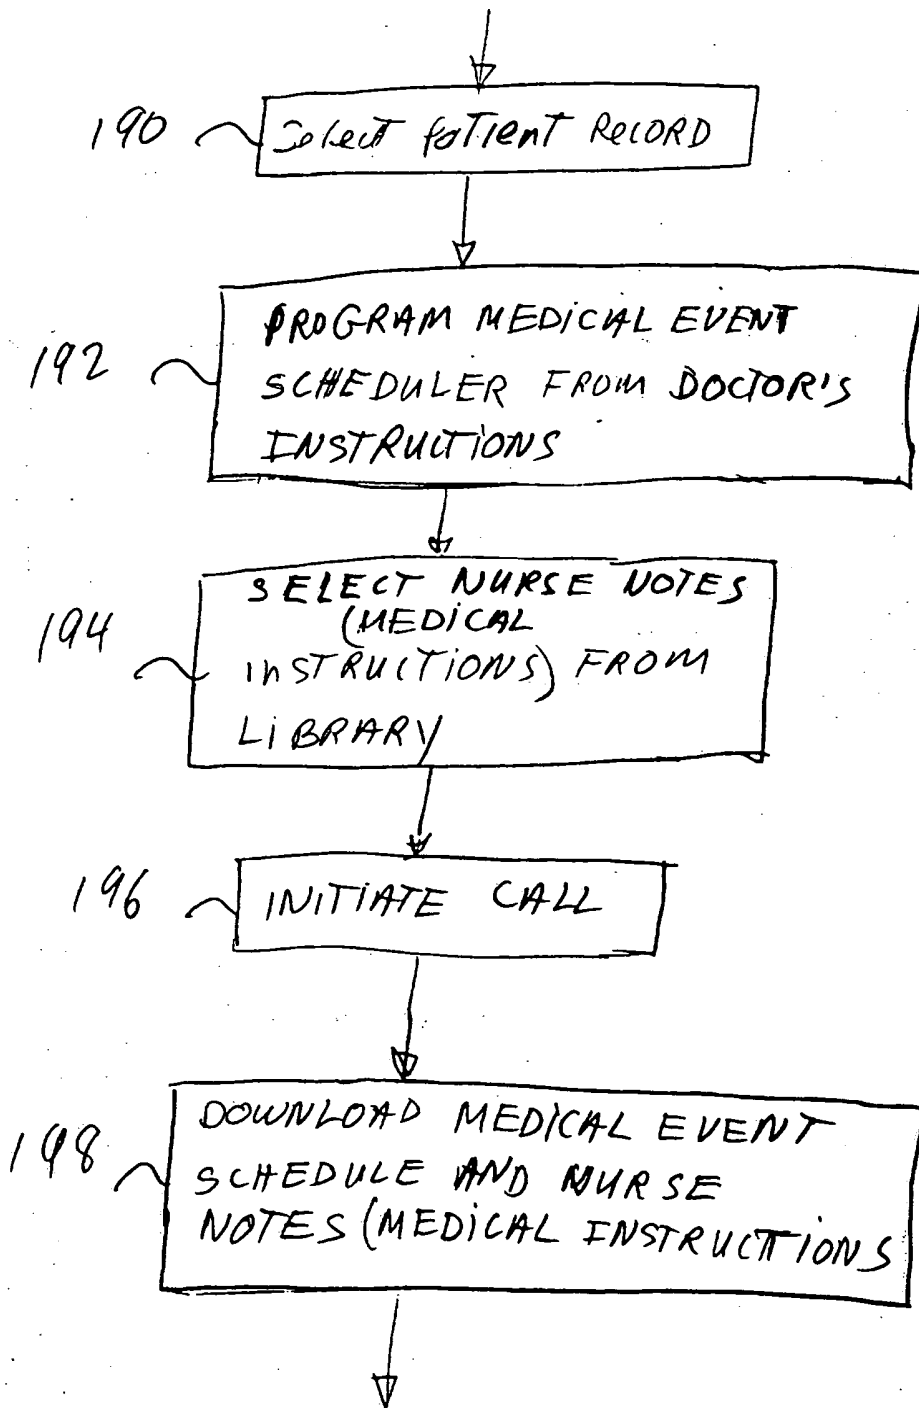 190 Select Patient RECORD
PROGRAM MEDICAL EVENT
192 SCHEDULER FROM DOCTOR'S
INSTRUCTIONS
SELECT NURSE NOTES
194 (MEDICAL
INSTRUCTIONS) FROM
LIBRARY
196 INITIATE CALL
DOWNLOAD MEDICAL EVENT
198 SCHEDULE AND NURSE
NOTES (MEDICAL INSTRUCTIONS